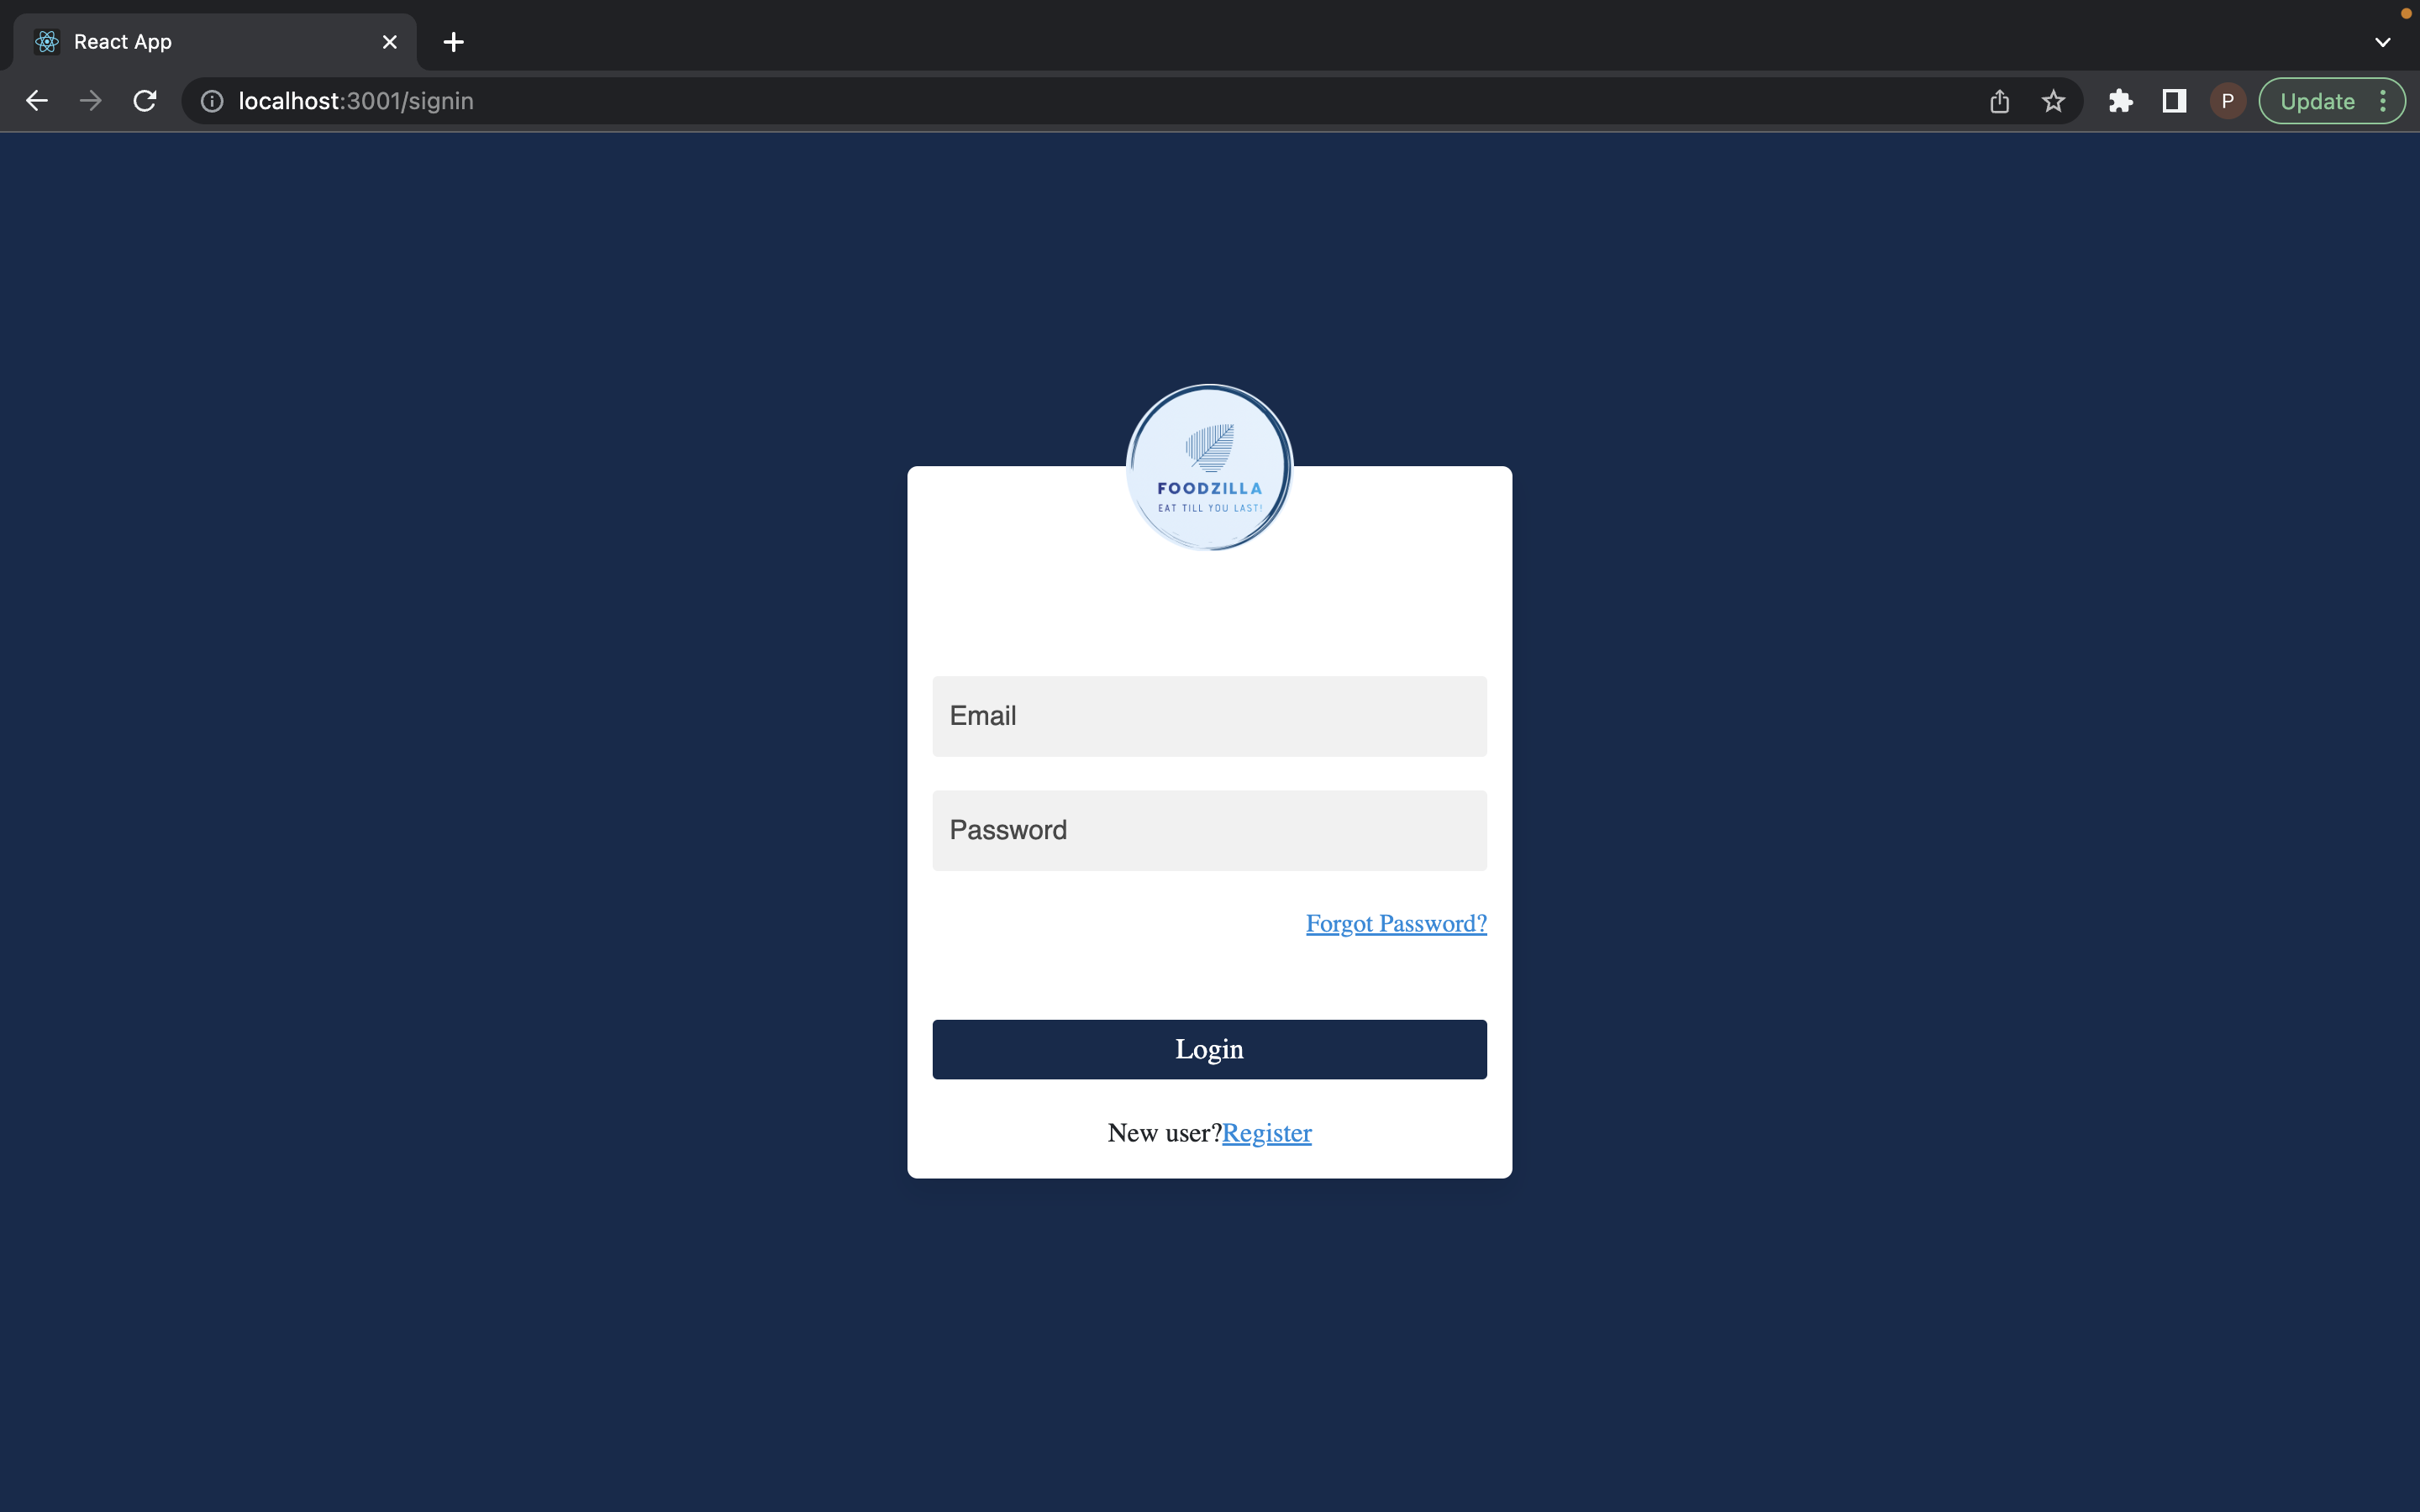 React App
localhost:3001/signin
P
Update
FOODZILLA
EAT TILL YOU LAST!
Email
Password
Forgot Password?
Login
New user?Register